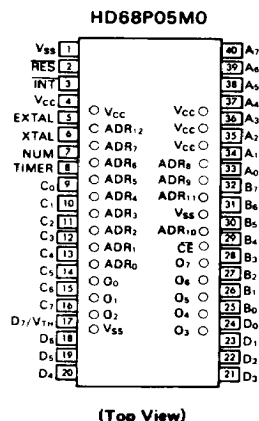 HD68P05M0
Vss 1 40 A7
RES 2 39 A6
INT 3 38 A5
Vcc 4 37 A4
EXTAL 5 36 A3
XTAL 6 35 A2
NUM 7 34 A1
TIMER 8 33 A0
C0 9 32 B7
C1 10 31 B6
C2 11 30 B5
C3 12 29 B4
C4 13 28 B3
C5 14 27 B2
C6 15 26 B1
C7 16 25 B0
D7/VTH 17 24 D0
D6 18 23 D1
D5 19 22 D2
D4 20 21 D3
Vcc Vcc
ADR12 Vcc
ADR7 Vcc
ADR6 ADR8
ADR5 ADR9
ADR4 ADR11
ADR3 Vss
ADR2 ADR10
ADR1 CE
ADR0 O7
O0 O6
O1 O5
O2 O4
Vss O3
(Top View)